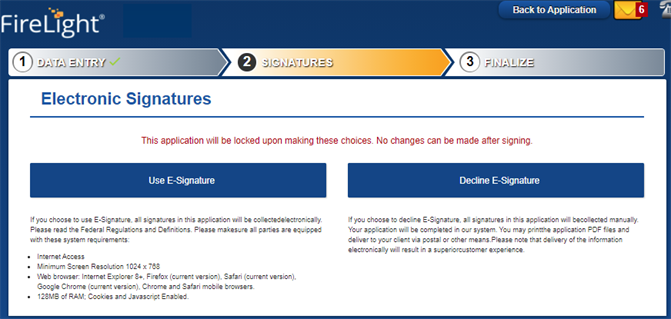 FireLight®
Back to Application
6
1 DATA ENTRY
2 SIGNATURES
3 FINALIZE
Electronic Signatures
This application will be locked upon making these choices. No changes can be made after signing.
Use E-Signature
Decline E-Signature
If you choose to use E-Signature, all signatures in this application will be collectedelectronically.
Please read the Federal Regulations and Definitions. Please makesure all parties are equipped
with these system requirements:
• Internet Access
• Minimum Screen Resolution 1024 x 768
• Web browser: Internet Explorer 8+, Firefox (current version), Safari (current version),
Google Chrome (current version), Chrome and Safari mobile browsers.
• 128MB of RAM; Cookies and Javascript Enabled.
If you choose to decline E-Signature, all signatures in this application will becollected manually.
Your application will be completed in our system. You may printthe application PDF files and
deliver to your client via postal or other means.Please note that delivery of the information
electronically will result in a superiorcustomer experience.